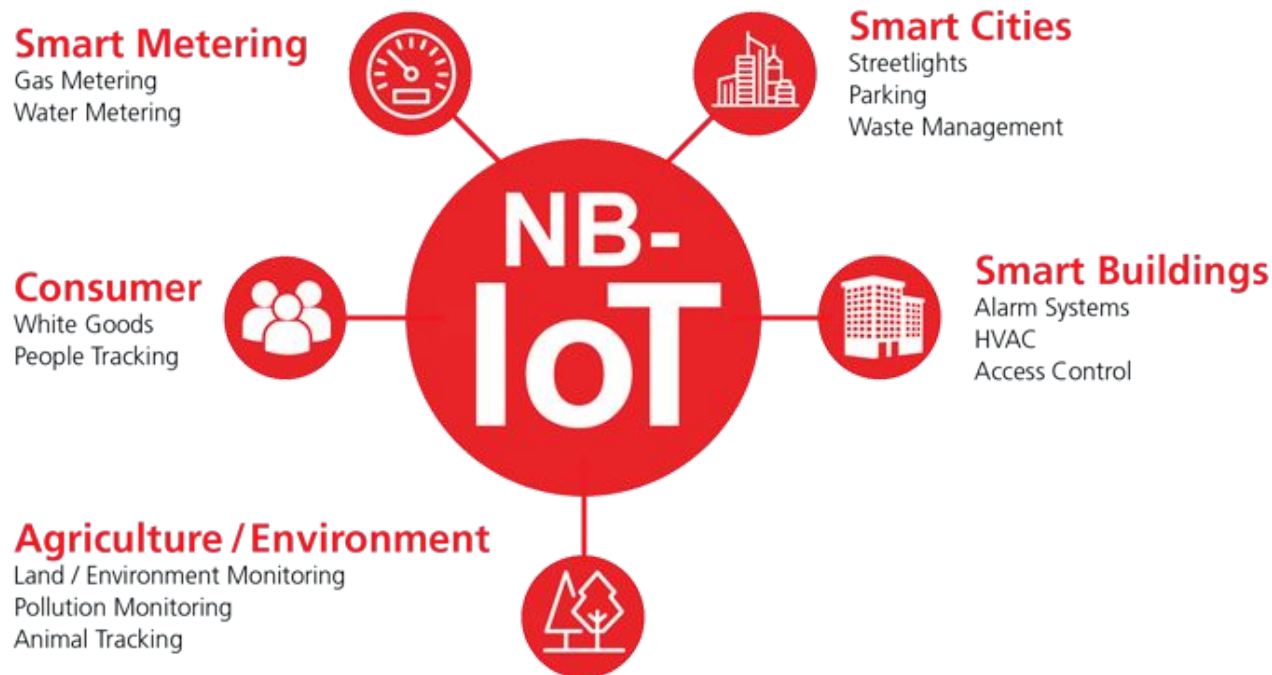 Smart Metering
Gas Metering
Water Metering
Smart Cities
Streetlights
Parking
Waste Management
NB-
IoT
Consumer
White Goods
People Tracking
Smart Buildings
Alarm Systems
HVAC
Access Control
Agriculture / Environment
Land / Environment Monitoring
Pollution Monitoring
Animal Tracking